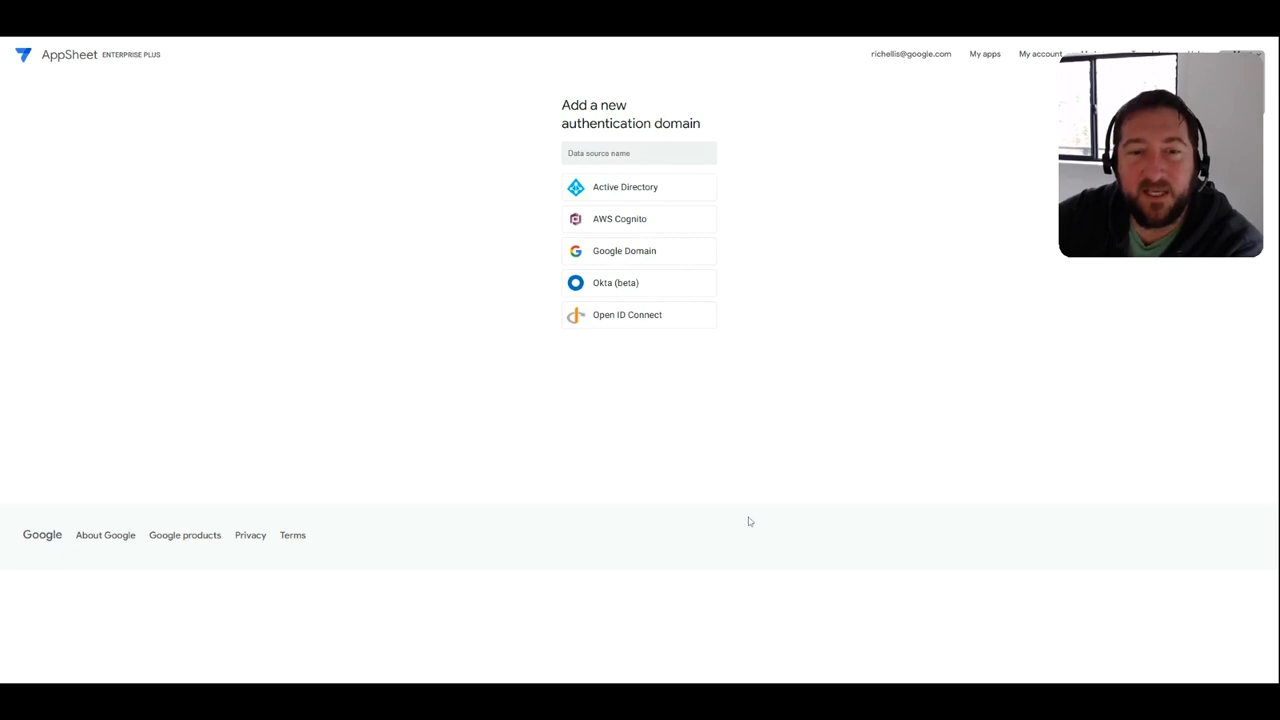 AppSheet ENTERPRISE PLUS
richellis@google.com My apps My account
Add a new
authentication domain
Data source name
Active Directory
AWS Cognito
Google Domain
Okta (beta)
Open ID Connect
Google About Google Google products Privacy Terms